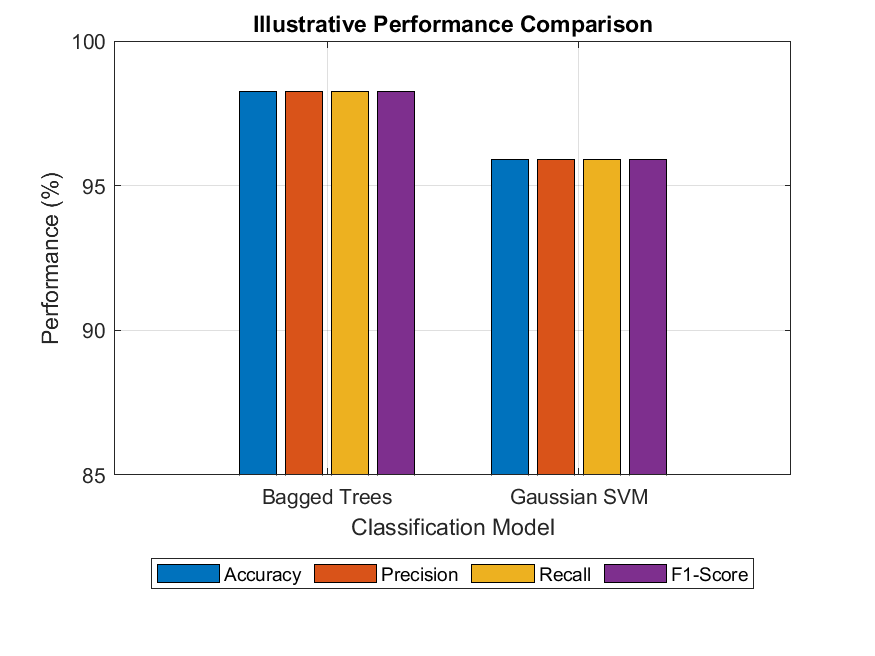 Illustrative Performance Comparison
100
95
90
85
Performance (%)
Bagged Trees Gaussian SVM
Classification Model
Accuracy Precision Recall F1-Score